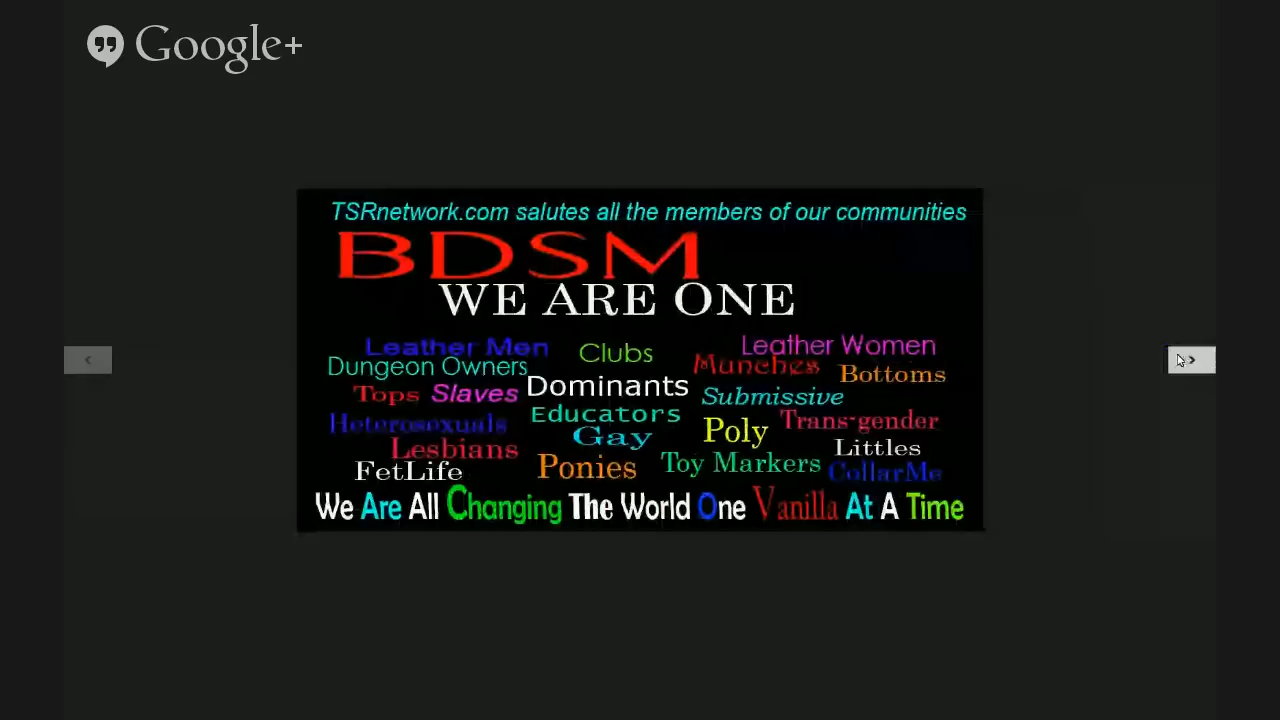 Google+
TSRnetwork.com salutes all the members of our communities
BDSM
WE ARE ONE
Leather Men Clubs Leather Women
Dungeon Owners Munches Bottoms
Tops Slaves Dominants Submissive
Heterosexuals Educators Poly Trans-gender
Lesbians Gay Littles
FetLife Ponies Toy Markers CollarMe
We Are All Changing The World One Vanilla At A Time